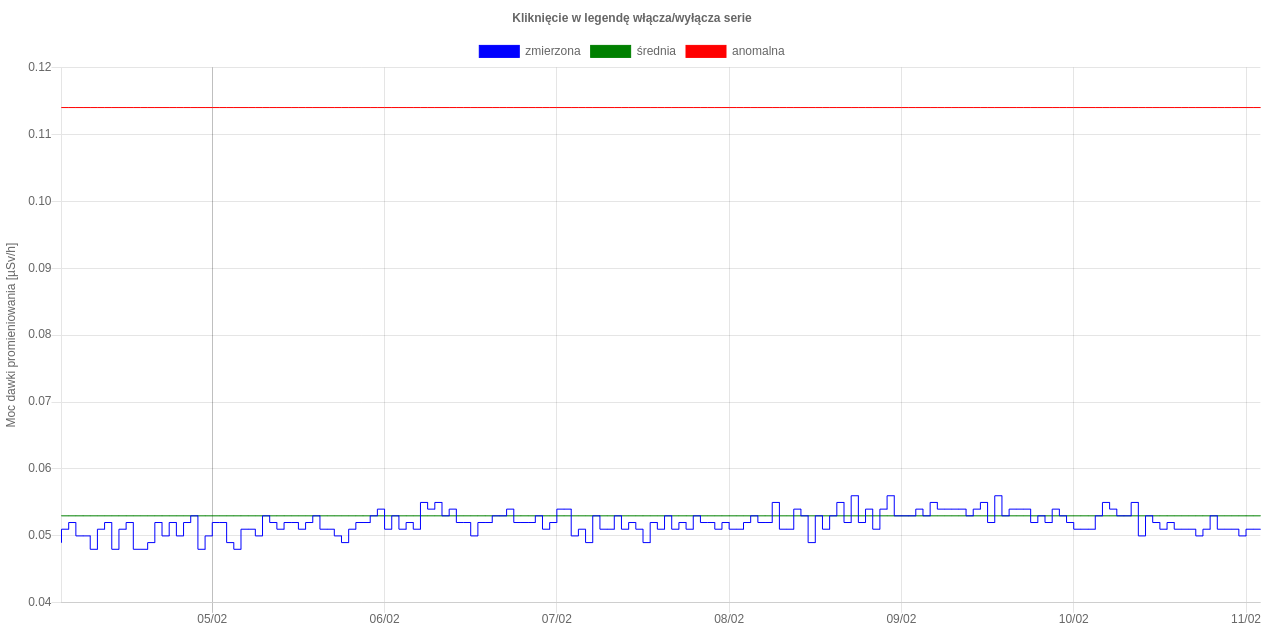 Kliknięcie w legendę włącza/wyłącza serie
zmierzona średnia anomalna
Moc dawki promieniowania [µSv/h]
0.12
0.11
0.10
0.09
0.08
0.07
0.06
0.05
0.04
05/02 06/02 07/02 08/02 09/02 10/02 11/02